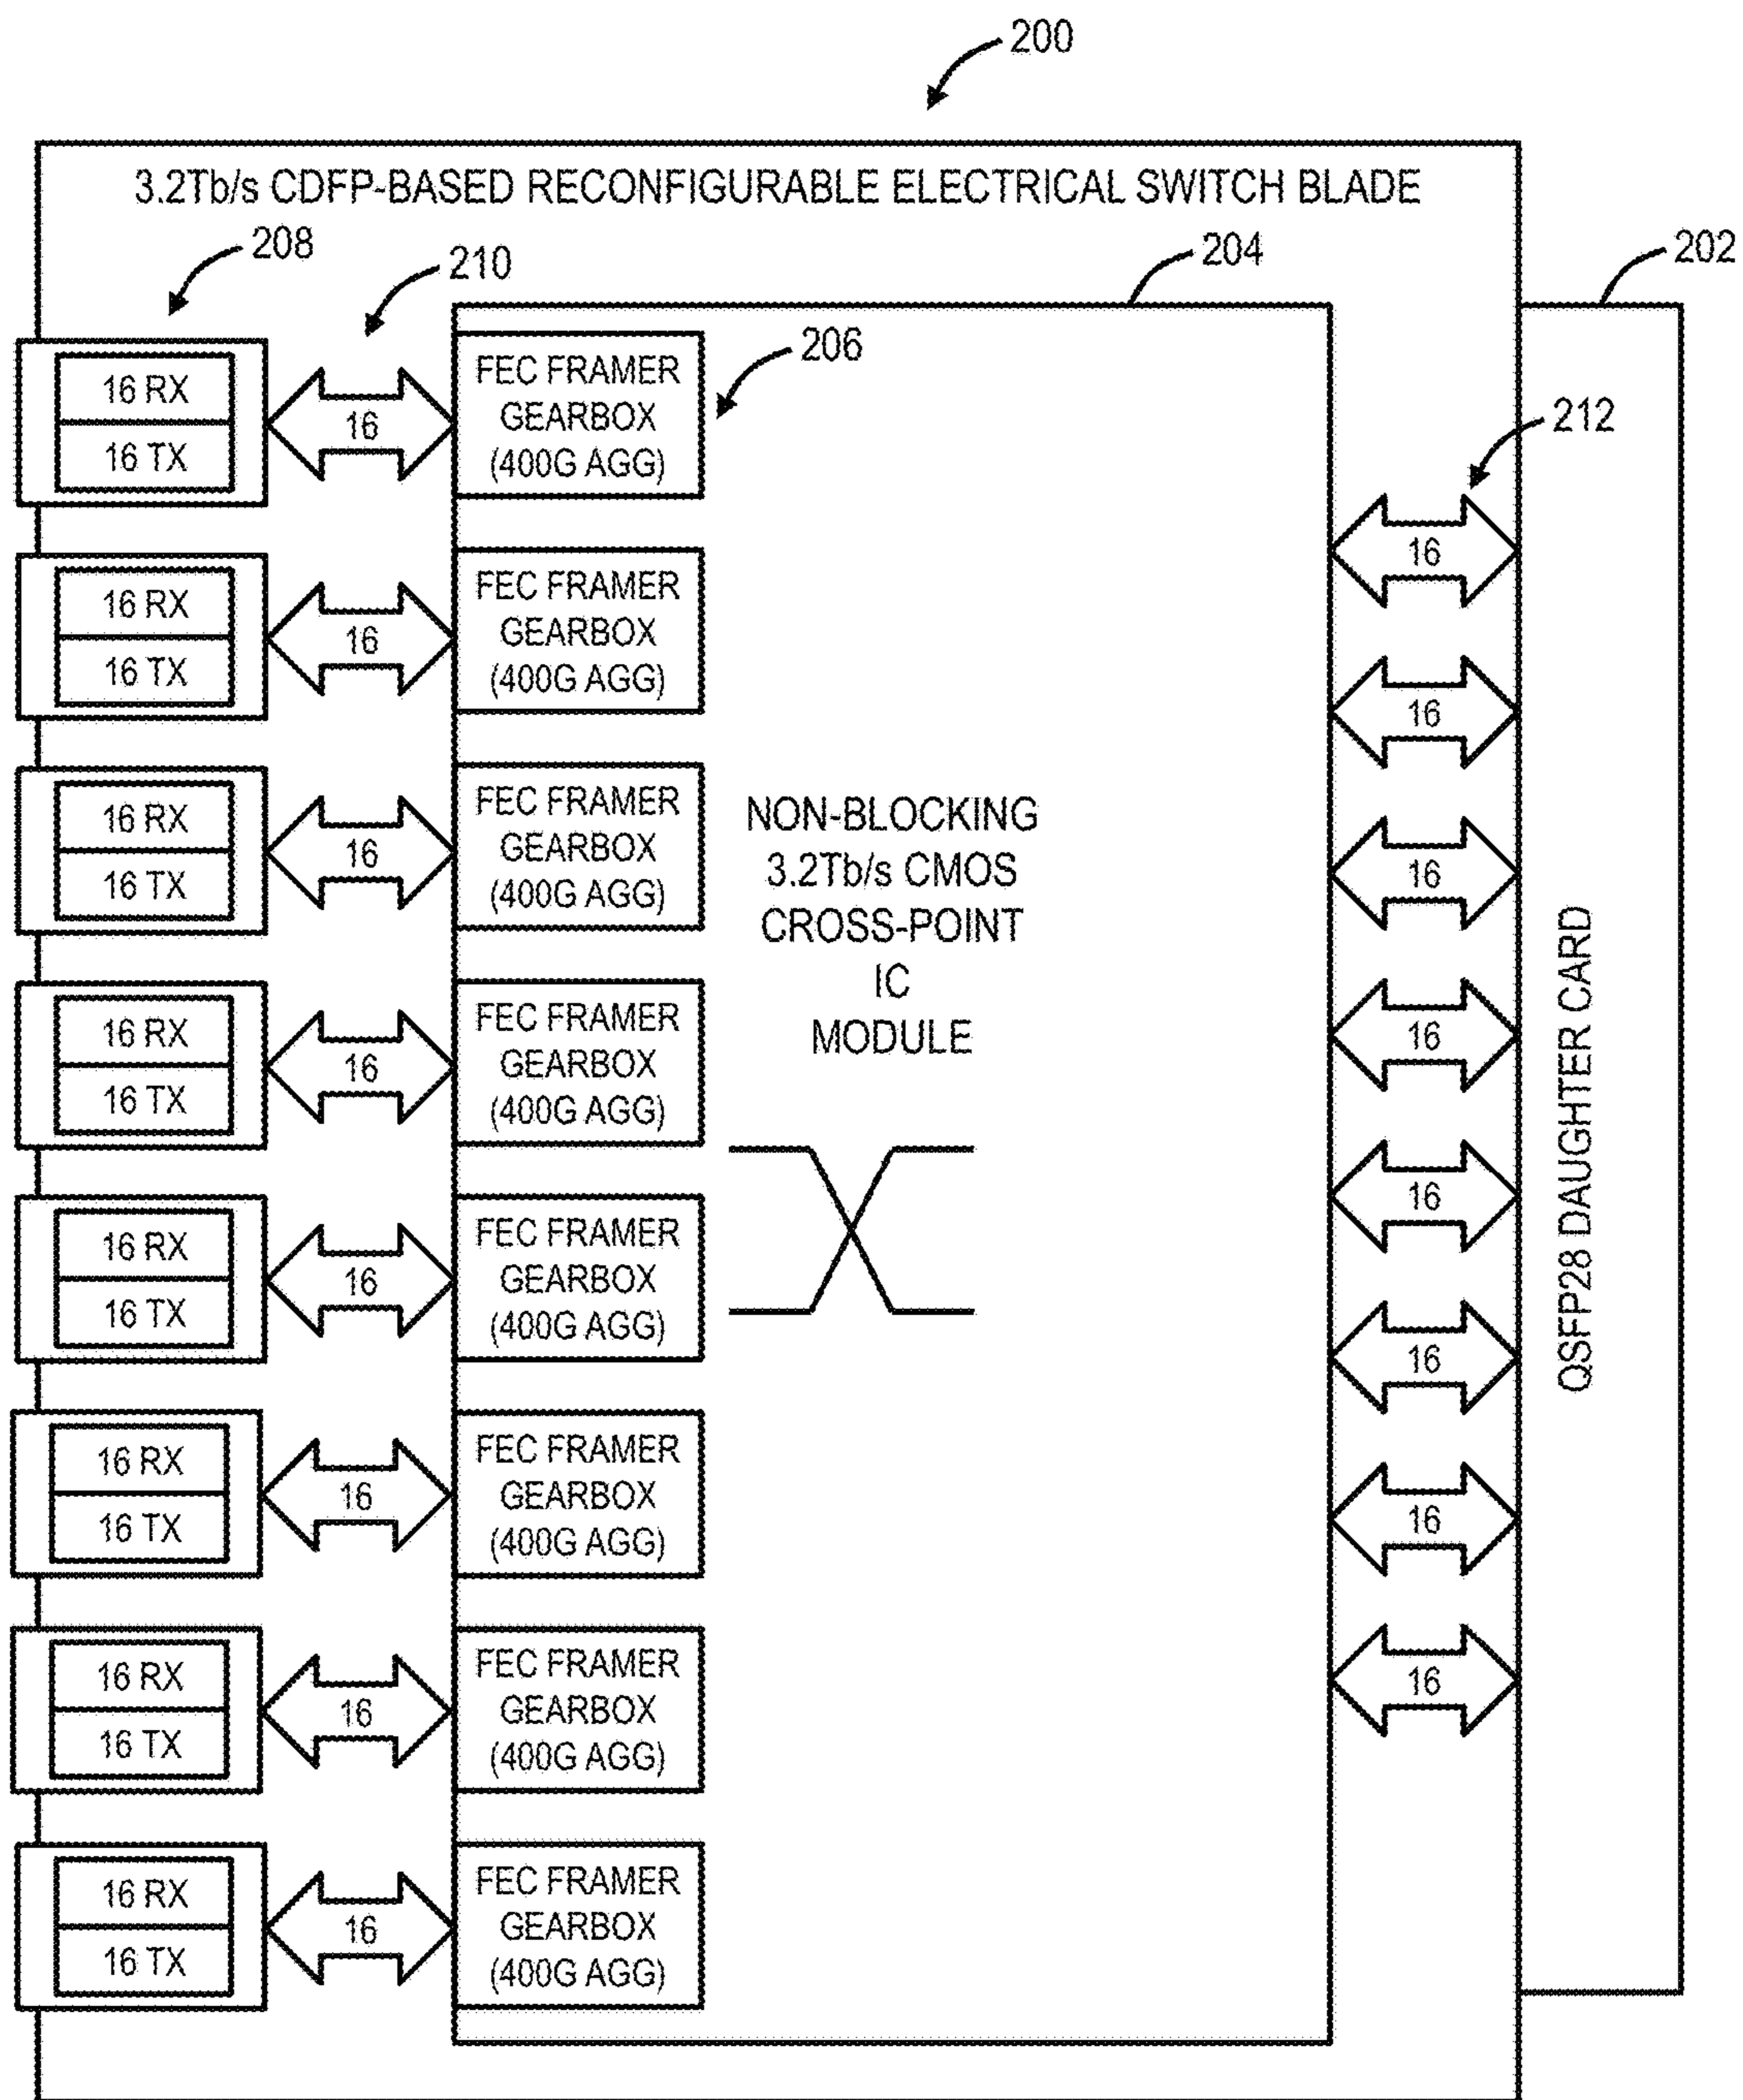 200
3.2Tb/s CDFP-BASED RECONFIGURABLE ELECTRICAL SWITCH BLADE
208
210
204
202
16 RX
16 TX
16
FEC FRAMER
GEARBOX
(400G AGG)
206
212
16
16 RX
16 TX
16
FEC FRAMER
GEARBOX
(400G AGG)
16
16 RX
16 TX
16
FEC FRAMER
GEARBOX
(400G AGG)
NON-BLOCKING
3.2Tb/s CMOS
CROSS-POINT
IC
MODULE
16
16 RX
16 TX
16
FEC FRAMER
GEARBOX
(400G AGG)
16
QSFP28 DAUGHTER CARD
16 RX
16 TX
16
FEC FRAMER
GEARBOX
(400G AGG)
16
16
16 RX
16 TX
16
FEC FRAMER
GEARBOX
(400G AGG)
16
16 RX
16 TX
16
FEC FRAMER
GEARBOX
(400G AGG)
16
16 RX
16 TX
16
FEC FRAMER
GEARBOX
(400G AGG)